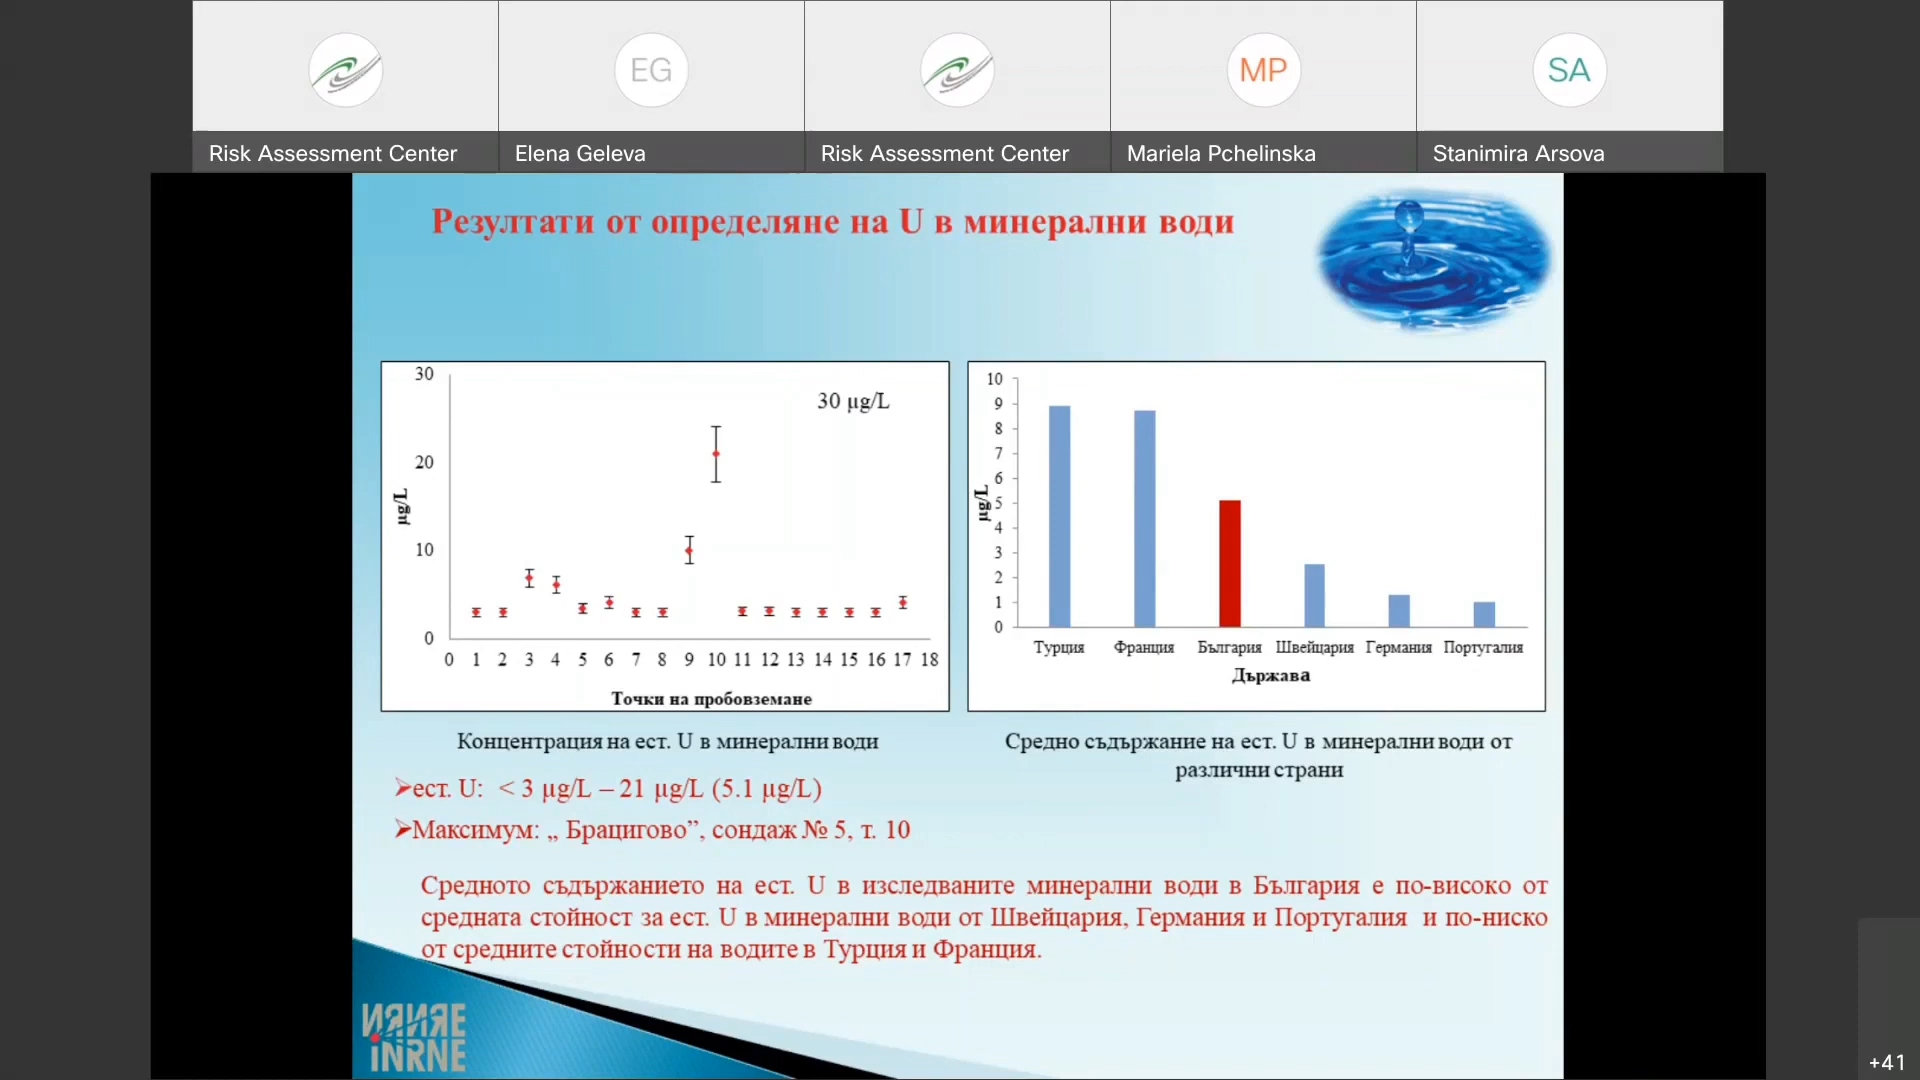 EG
MP
SA
Risk Assessment Center
Elena Geleva
Risk Assessment Center
Mariela Pchelinska
Stanimira Arsova
Резултати от определяне на U в минерални води
30
20
10
0
µg/L
30 µg/L
0 1 2 3 4 5 6 7 8 9 10 11 12 13 14 15 16 17 18
Точки на пробовземане
10
9
8
7
6
5
4
3
2
1
0
µg/L
Турция Франция България Швейцария Германия Португалия
Държава
Концентрация на ест. U в минерални води
Средно съдържание на ест. U в минерални води от
различни страни
➢ест. U: < 3 µg/L – 21 µg/L (5.1 µg/L)
➢Максимум: „ Брацигово”, сондаж № 5, т. 10
Средното съдържанието на ест. U в изследваните минерални води в България е по-високо от
средната стойност за ест. U в минерални води от Швейцария, Германия и Португалия и по-ниско
от средните стойности на водите в Турция и Франция.
ИЯИЯЕ
iNRNE
+41